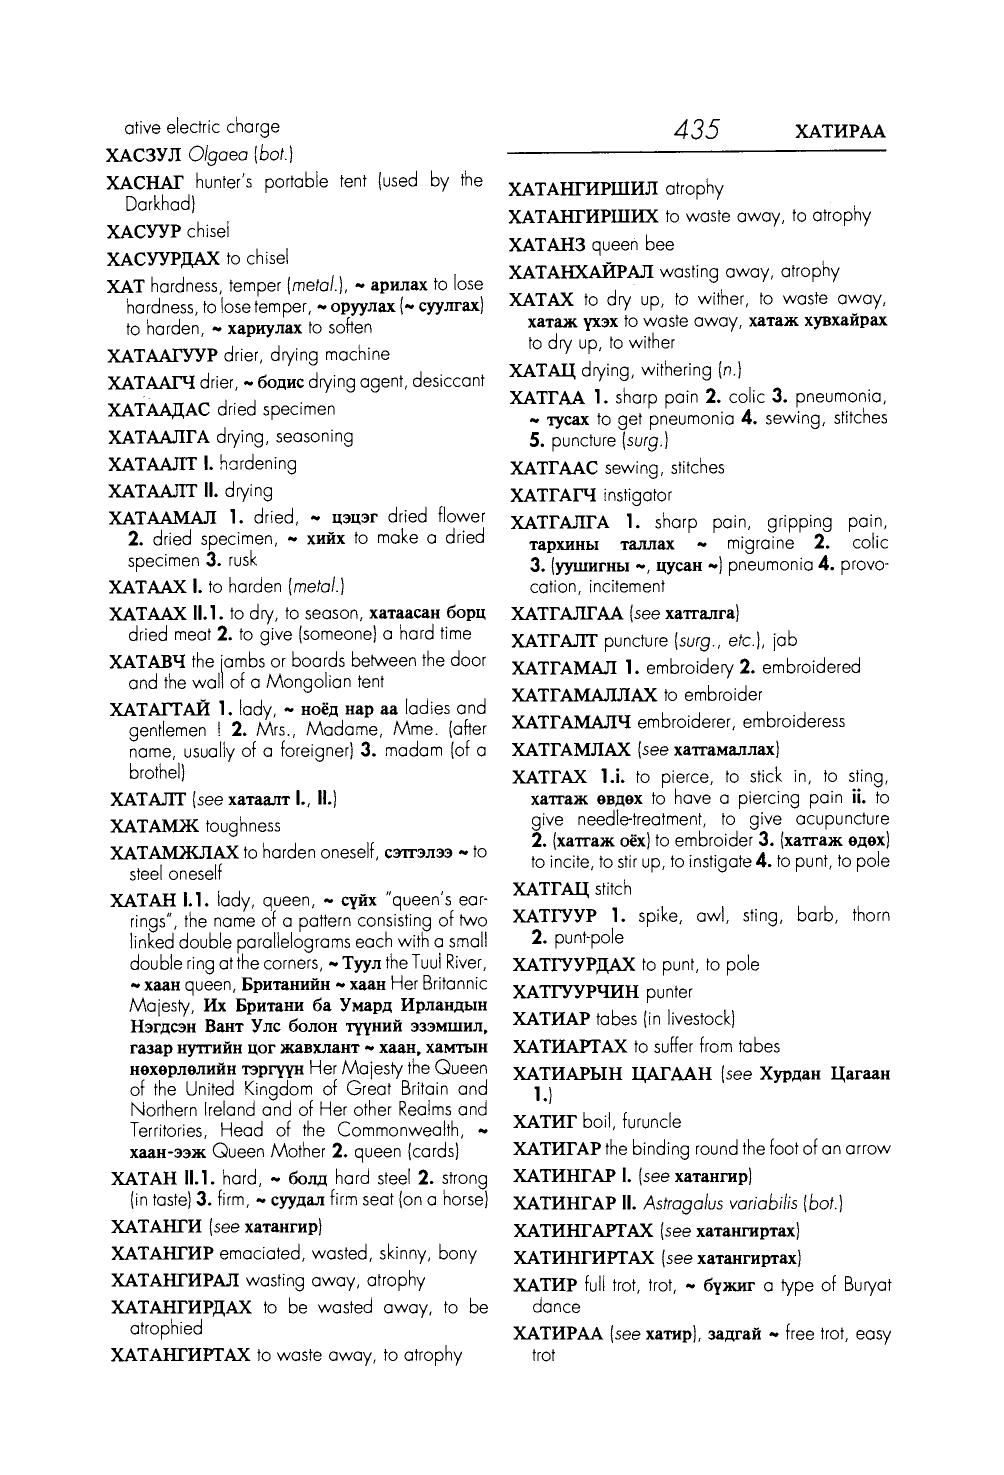 ative electric charge
ХАСЗУЛ Olgaea (bot.)
ХАСНАГ hunter's portable tent (used by the
Darkhad)
ХАСУУР chisel
ХАСУУРДАХ to chisel
ХАТ hardness, temper (metal.), ~ арилах to lose
hardness, to lose temper, ~ оруулах (~ суулгах)
to harden, ~ хариулах to soften
ХАТААГУУР drier, drying machine
ХАТААГЧ drier, ~ бодис drying agent, desiccant
ХАТААДАС dried specimen
ХАТААЛГА drying, seasoning
ХАТААЛТ I. hardening
ХАТААЛТ II. drying
ХАТААМАЛ 1. dried, ~ цэцэг dried flower
2. dried specimen, ~ хийх to make a dried
specimen 3. rusk
ХАТААХ I. to harden (metal.)
ХАТААХ II.1. to dry, to season, хатаасан борц
dried meat 2. to give (someone) a hard time
ХАТАВЧ the jambs or boards between the door
and the wall of a Mongolian tent
ХАТАГТАЙ 1. lady, ~ ноёд нар аа ladies and
gentlemen ! 2. Mrs., Madame, Mme. (after
name, usually of a foreigner) 3. madam (of a
brothel)
ХАТАЛТ (see хатаалт I., II.)
ХАТАМЖ toughness
ХАТАМЖЛАХ to harden oneself, сэтгэлээ ~ to
steel oneself
ХАТАН I.1. lady, queen, ~ сүйх "queen's ear-
rings", the name of a pattern consisting of two
linked double parallelograms each with a small
double ring at the corners, ~ Туул the Tuul River,
~ хаан queen, Британийн ~ хаан Her Britannic
Majesty, Их Британи ба Умард Ирландын
Нэгдсэн Вант Улс болон түүний эзэмшил,
газар нутгийн цог жавхлант ~ хаан, хамтын
нөхөрлөлийн тэргүүн Her Majesty the Queen
of the United Kingdom of Great Britain and
Northern Ireland and of Her other Realms and
Territories, Head of the Commonwealth, ~
хаан-ээж Queen Mother 2. queen (cards)
ХАТАН II.1. hard, ~ болд hard steel 2. strong
(in taste) 3. firm, ~ суудал firm seat (on a horse)
ХАТАНГИ (see хатангир)
ХАТАНГИР emaciated, wasted, skinny, bony
ХАТАНГИРАЛ wasting away, atrophy
ХАТАНГИРДАХ to be wasted away, to be
atrophied
ХАТАНГИРТАХ to waste away, to atrophy
435 ХАТИРАА
ХАТАНГИРШИЛ atrophy
ХАТАНГИРШИХ to waste away, to atrophy
ХАТАНЗ queen bee
ХАТАНХАЙРАЛ wasting away, atrophy
ХАТАХ to dry up, to wither, to waste away,
хатаж үхэх to waste away, хатаж хувхайрах
to dry up, to wither
ХАТАЦ drying, withering (n.)
ХАТГАА 1. sharp pain 2. colic 3. pneumonia,
~ тусах to get pneumonia 4. sewing, stitches
5. puncture (surg.)
ХАТГААС sewing, stitches
ХАТГАГЧ instigator
ХАТГАЛГА 1. sharp pain, gripping pain,
тархины таллах ~ migraine 2. colic
3. (уушигны ~, цусан ~) pneumonia 4. provo-
cation, incitement
ХАТГАЛГАА (see хатгалга)
ХАТГАЛТ puncture (surg., etc.), jab
ХАТГАМАЛ 1. embroidery 2. embroidered
ХАТГАМАЛЛАХ to embroider
ХАТГАМАЛЧ embroiderer, embroideress
ХАТГАМЛАХ (see хатгамаллах)
ХАТГАХ 1.i. to pierce, to stick in, to sting,
хатгаж өвдөх to have a piercing pain ii. to
give needle-treatment, to give acupuncture
2. (хатгаж оёх) to embroider 3. (хатгаж өдөх)
to incite, to stir up, to instigate 4. to punt, to pole
ХАТГАЦ stitch
ХАТГУУР 1. spike, awl, sting, barb, thorn
2. punt-pole
ХАТГУУРДАХ to punt, to pole
ХАТГУУРЧИН punter
ХАТИАР tabes (in livestock)
ХАТИАРТАХ to suffer from tabes
ХАТИАРЫН ЦАГААН (see Хурдан Цагаан
1.)
ХАТИГ boil, furuncle
ХАТИГАР the binding round the foot of an arrow
ХАТИНГАР I. (see хатангир)
ХАТИНГАР II. Astragalus variabilis (bot.)
ХАТИНГАРТАХ (see хатангиртах)
ХАТИНГИРТАХ (see хатангиртах)
ХАТИР full trot, trot, ~ бүжиг a type of Buryat
dance
ХАТИРАА (see хатир), задгай ~ free trot, easy
trot